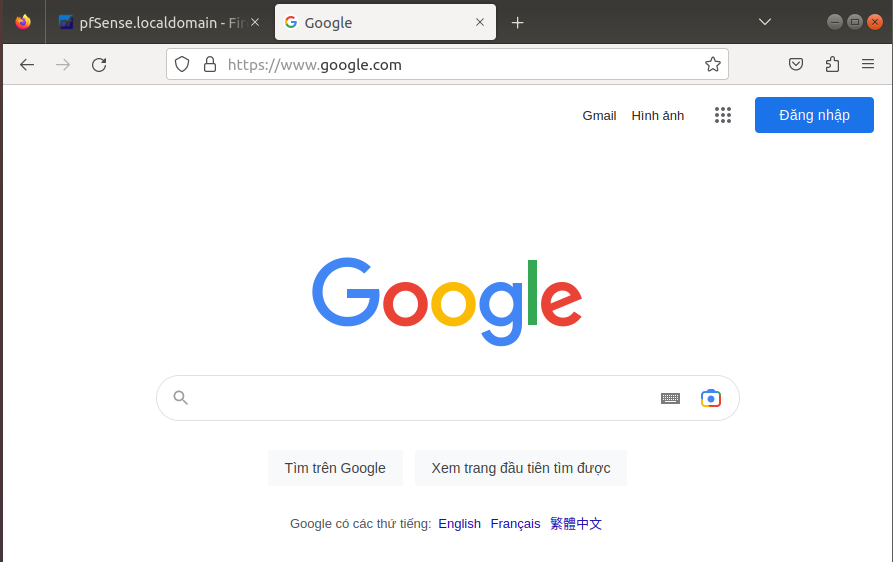 pfSense.localdomain - Fir
Google
https://www.google.com
Gmail Hình ảnh Đăng nhập
Google
Tìm trên Google Xem trang đầu tiên tìm được
Google có các thứ tiếng: English Français 繁體中文